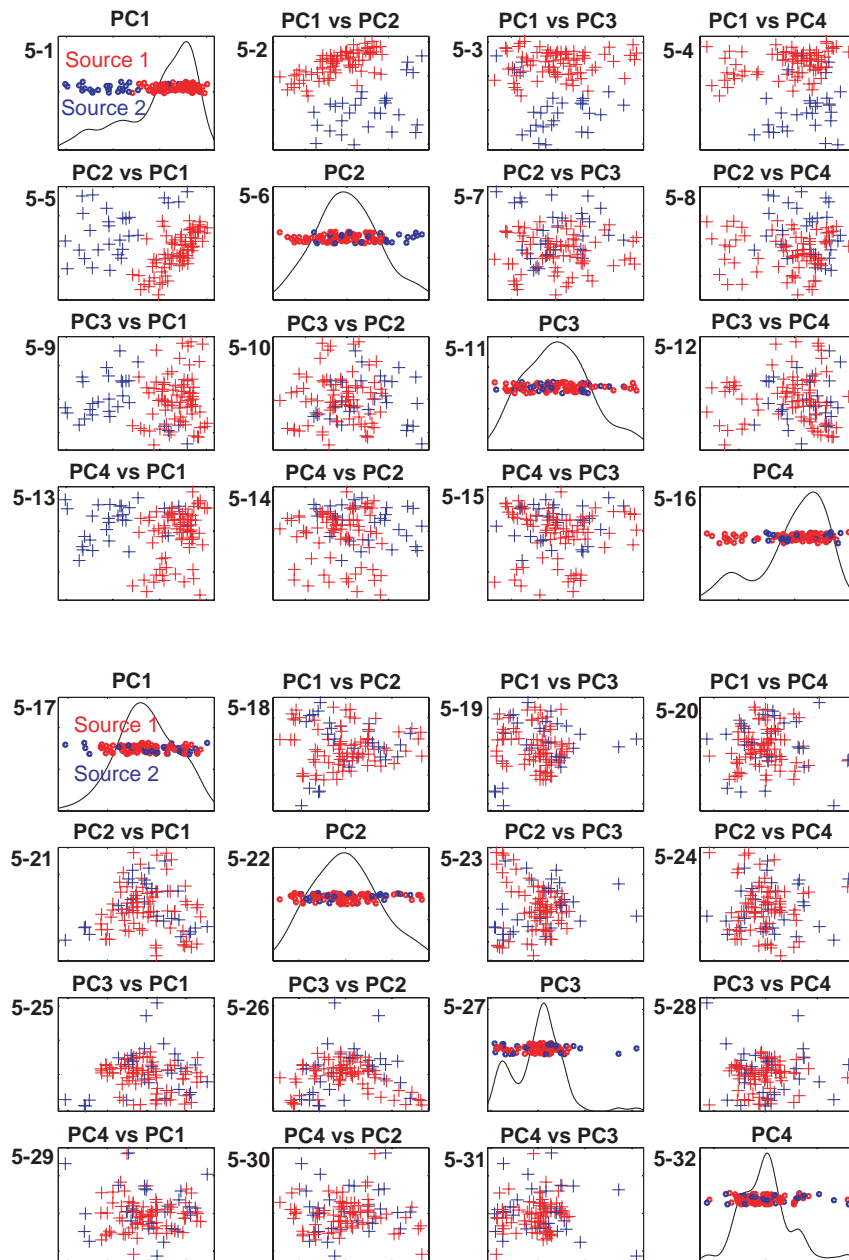 PC1 PC1 vs PC2 PC1 vs PC3 PC1 vs PC4
5-1 5-2 5-3 5-4
Source 1
Source 2
PC2 vs PC1 PC2 PC2 vs PC3 PC2 vs PC4
5-5 5-6 5-7 5-8
PC3 vs PC1 PC3 vs PC2 PC3 PC3 vs PC4
5-9 5-10 5-11 5-12
PC4 vs PC1 PC4 vs PC2 PC4 vs PC3 PC4
5-13 5-14 5-15 5-16
PC1 PC1 vs PC2 PC1 vs PC3 PC1 vs PC4
5-17 5-18 5-19 5-20
Source 1
Source 2
PC2 vs PC1 PC2 PC2 vs PC3 PC2 vs PC4
5-21 5-22 5-23 5-24
PC3 vs PC1 PC3 vs PC2 PC3 PC3 vs PC4
5-25 5-26 5-27 5-28
PC4 vs PC1 PC4 vs PC2 PC4 vs PC3 PC4
5-29 5-30 5-31 5-32